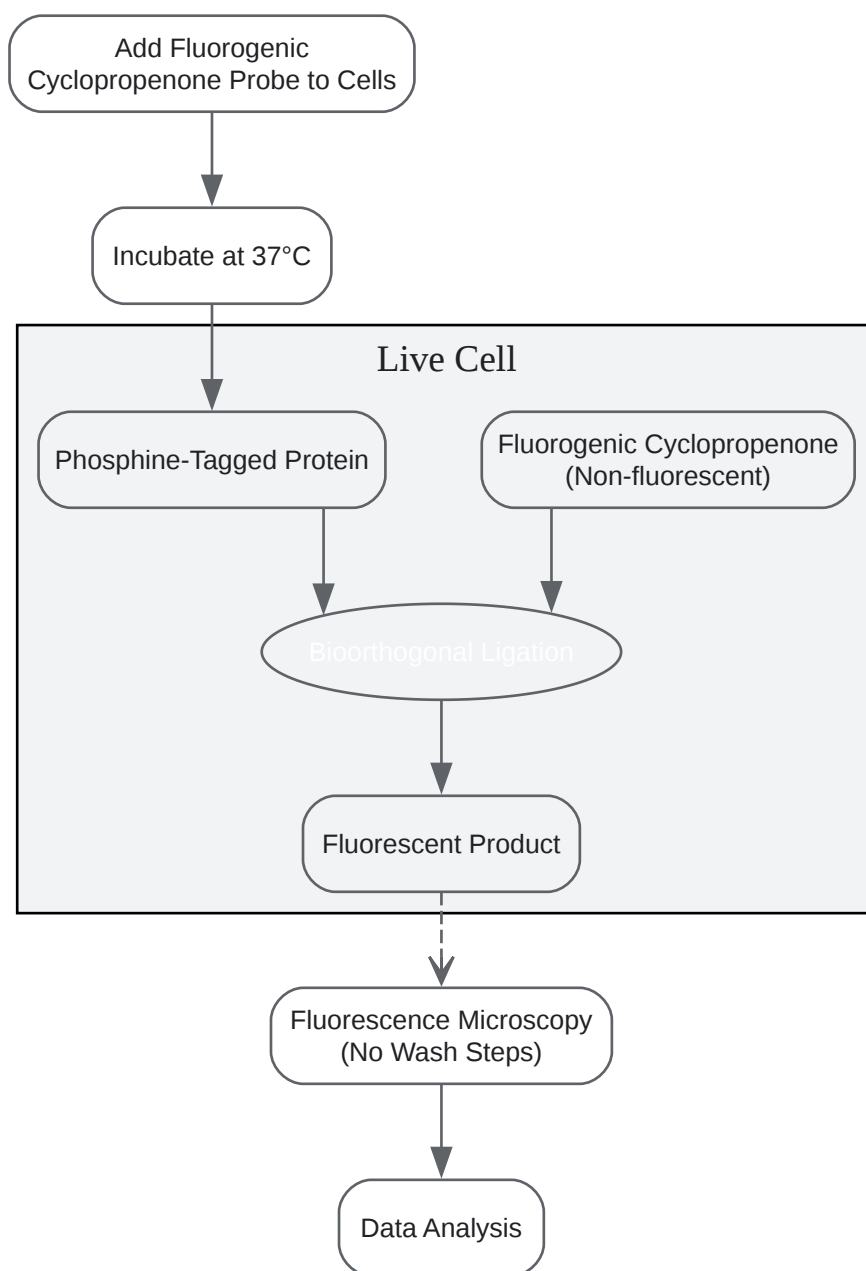 Add Fluorogenic
Cyclopropenone Probe to Cells
Incubate at 37°C
Live Cell
Phosphine-Tagged Protein
Fluorogenic Cyclopropenone
(Non-fluorescent)
Bioorthogonal Ligation
Fluorescent Product
Fluorescence Microscopy
(No Wash Steps)
Data Analysis